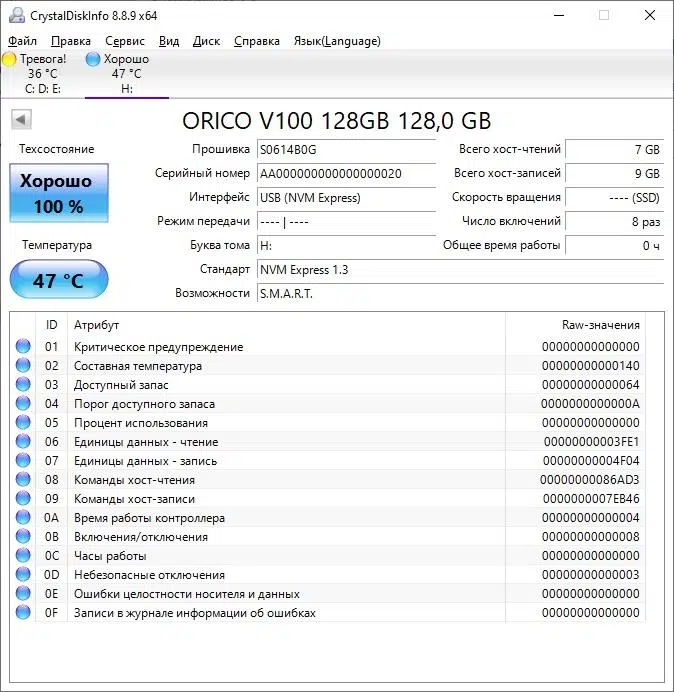 CrystalDiskInfo 8.8.9 x64
Файл Правка Сервис Вид Диск Справка Язык(Language)
Тревога! Хорошо
36 °C 47 °C
C: D: E: H:
ORICO V100 128GB 128,0 GB
Техсостояние Прошивка S0614B0G Всего хост-чтений 7 GB
Хорошо 100 % Серийный номер AA000000000000000020 Всего хост-записей 9 GB
Интерфейс USB (NVM Express) Скорость вращения ---- (SSD)
Режим передачи ---- | ---- Число включений 8 раз
Температура Буква тома H: Общее время работы 0 ч
47 °C Стандарт NVM Express 1.3
Возможности S.M.A.R.T.
ID Атрибут Raw-значения
01 Критическое предупреждение 00000000000000
02 Составная температура 00000000000140
03 Доступный запас 00000000000064
04 Порог доступного запаса 0000000000000A
05 Процент использования 00000000000000
06 Единицы данных - чтение 00000000003FE1
07 Единицы данных - запись 00000000004F04
08 Команды хост-чтения 00000000086AD3
09 Команды хост-записи 0000000007EB46
0A Время работы контроллера 00000000000004
0B Включения/отключения 00000000000008
0C Часы работы 00000000000000
0D Небезопасные отключения 00000000000003
0E Ошибки целостности носителя и данных 00000000000000
0F Записи в журнале информации об ошибках 00000000000000